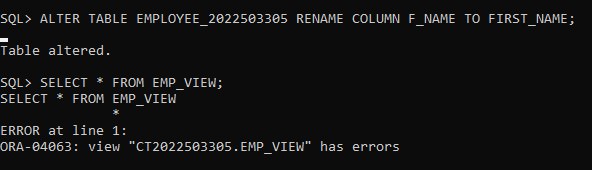 SQL> ALTER TABLE EMPLOYEE_2022503305 RENAME COLUMN F_NAME TO FIRST_NAME;
Table altered.
SQL> SELECT * FROM EMP_VIEW;
SELECT * FROM EMP_VIEW
*
ERROR at line 1:
ORA-04063: view "CT2022503305.EMP_VIEW" has errors